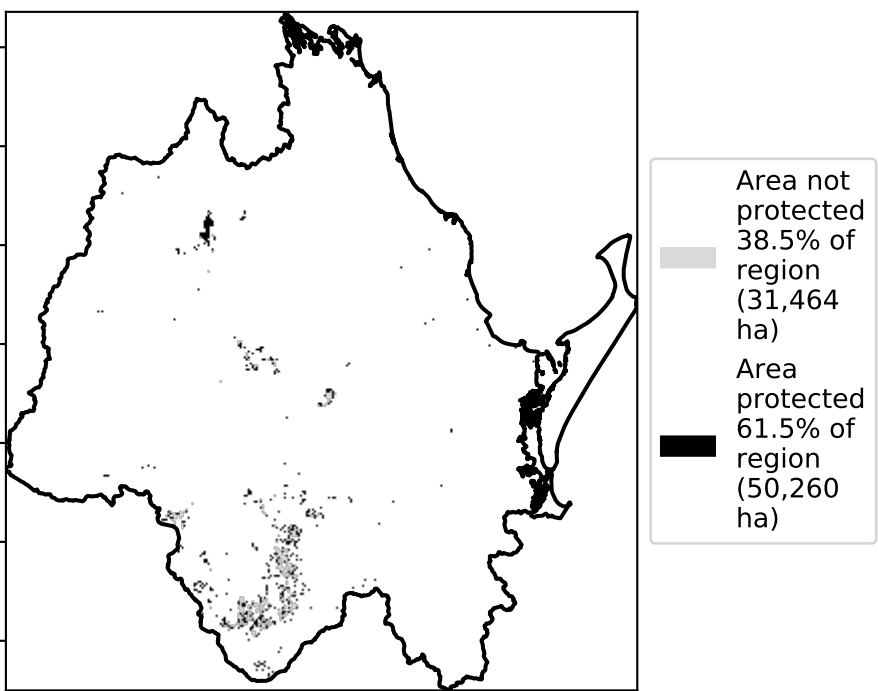 Area not
protected
38.5% of
region
(31,464
ha)
Area
protected
61.5% of
region
(50,260
ha)